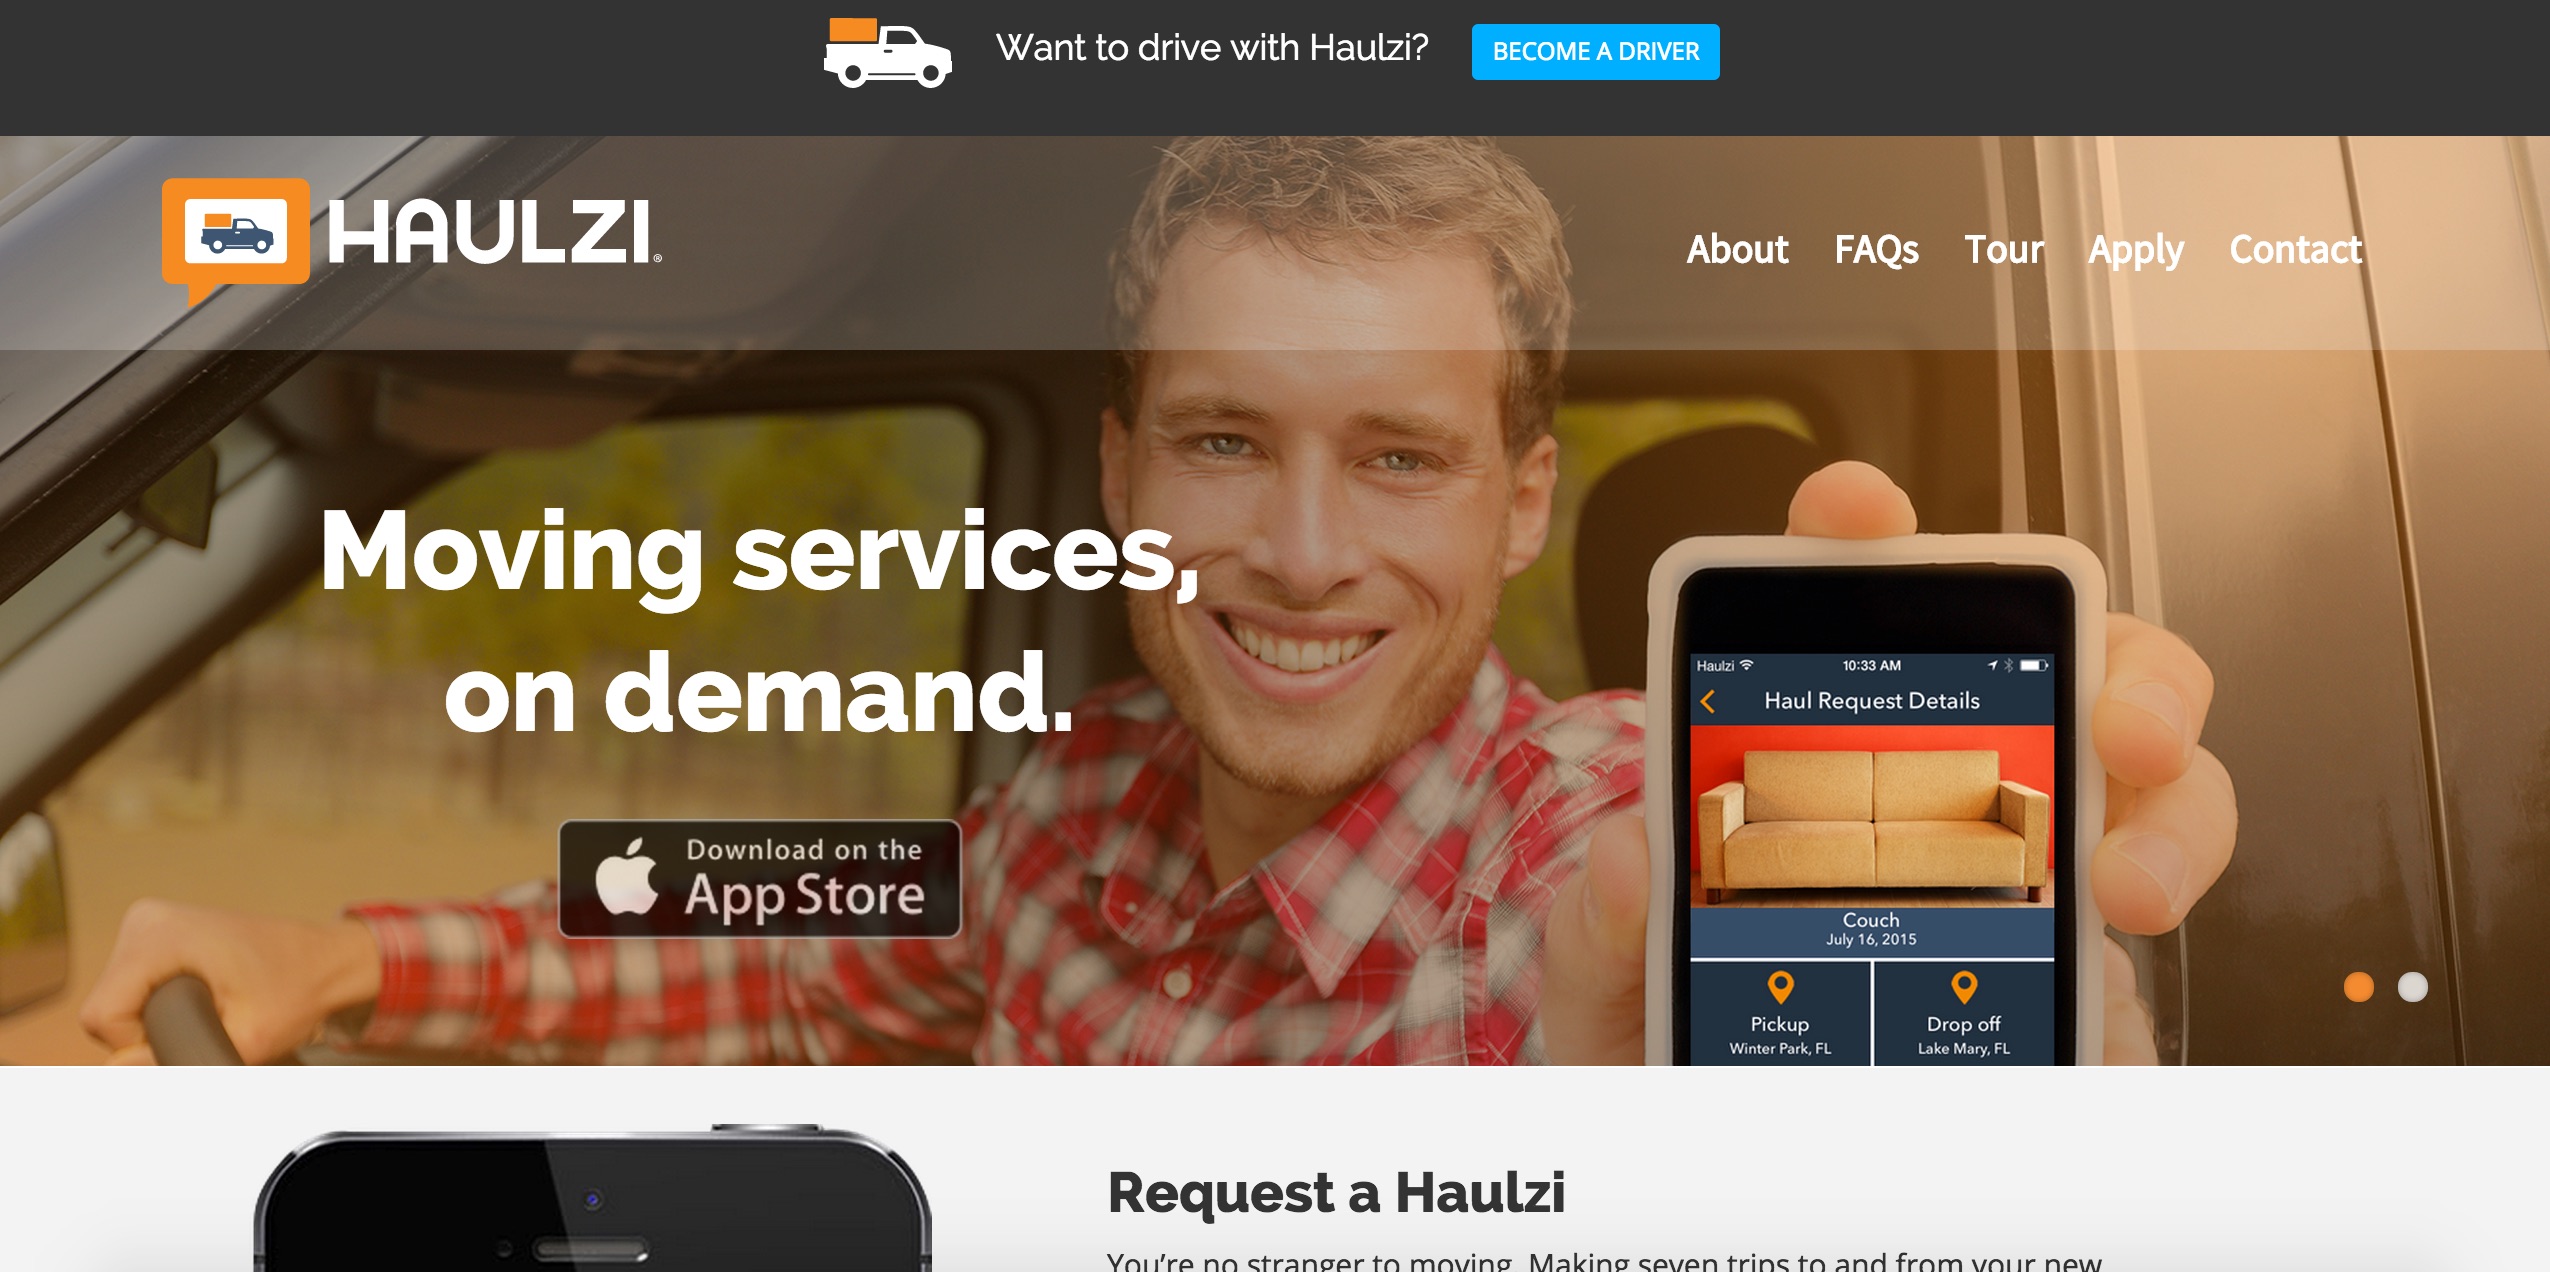 Want to drive with Haulzi?
BECOME A DRIVER
HAULZI®
About FAQs Tour Apply Contact
Moving services,
on demand.
Download on the
App Store
Haulzi 10:33 AM
Haul Request Details
Couch
July 16, 2015
Pickup
Winter Park, FL
Drop off
Lake Mary, FL
Request a Haulzi
You're no stranger to moving. Making seven trips to and from your new